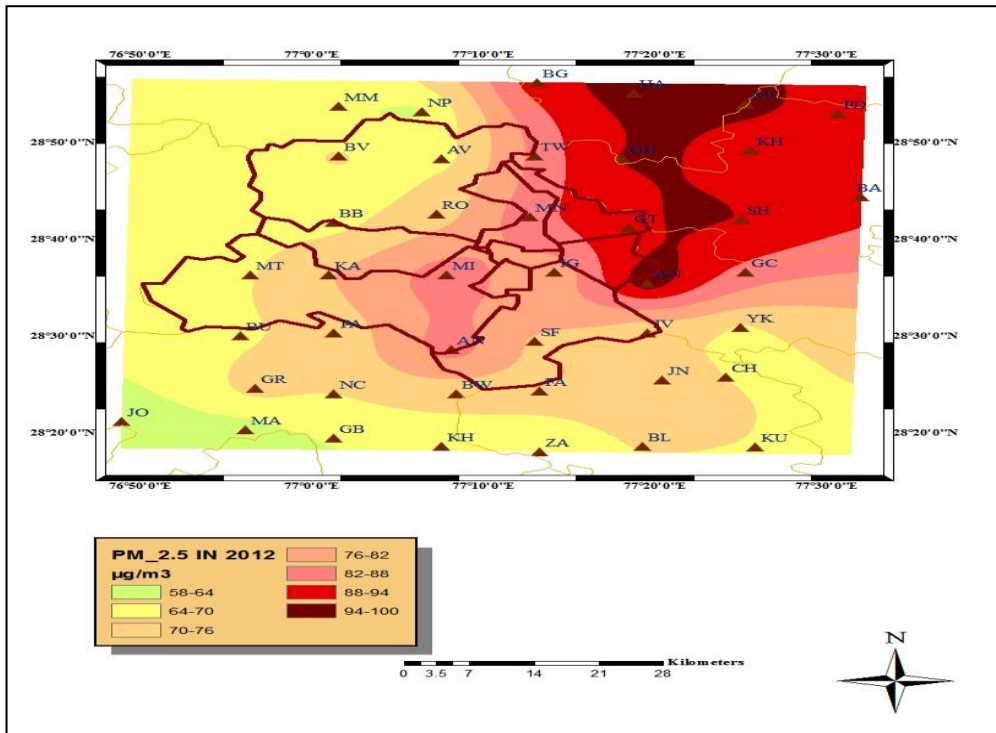 76°50'0"E 77°0'0"E 77°10'0"E 77°20'0"E 77°30'0"E
BG
HA
MM NP PD
28°50'0"N 28°50'0"N
BV AV TW GH KH
BA
BB RO MN GT SH
28°40'0"N 28°40'0"N
MT KA MI IG GC
28°30'0"N 28°30'0"N
BU PA SF YK
GR NC BW JN CH
JO
28°20'0"N 28°20'0"N
MA GB KH ZA BL KU
76°50'0"E 77°0'0"E 77°10'0"E 77°20'0"E 77°30'0"E
PM_2.5 IN 2012
µg/m3
58-64
64-70
70-76
76-82
82-88
88-94
94-100
Kilometers
0 3.5 7 14 21 28
N